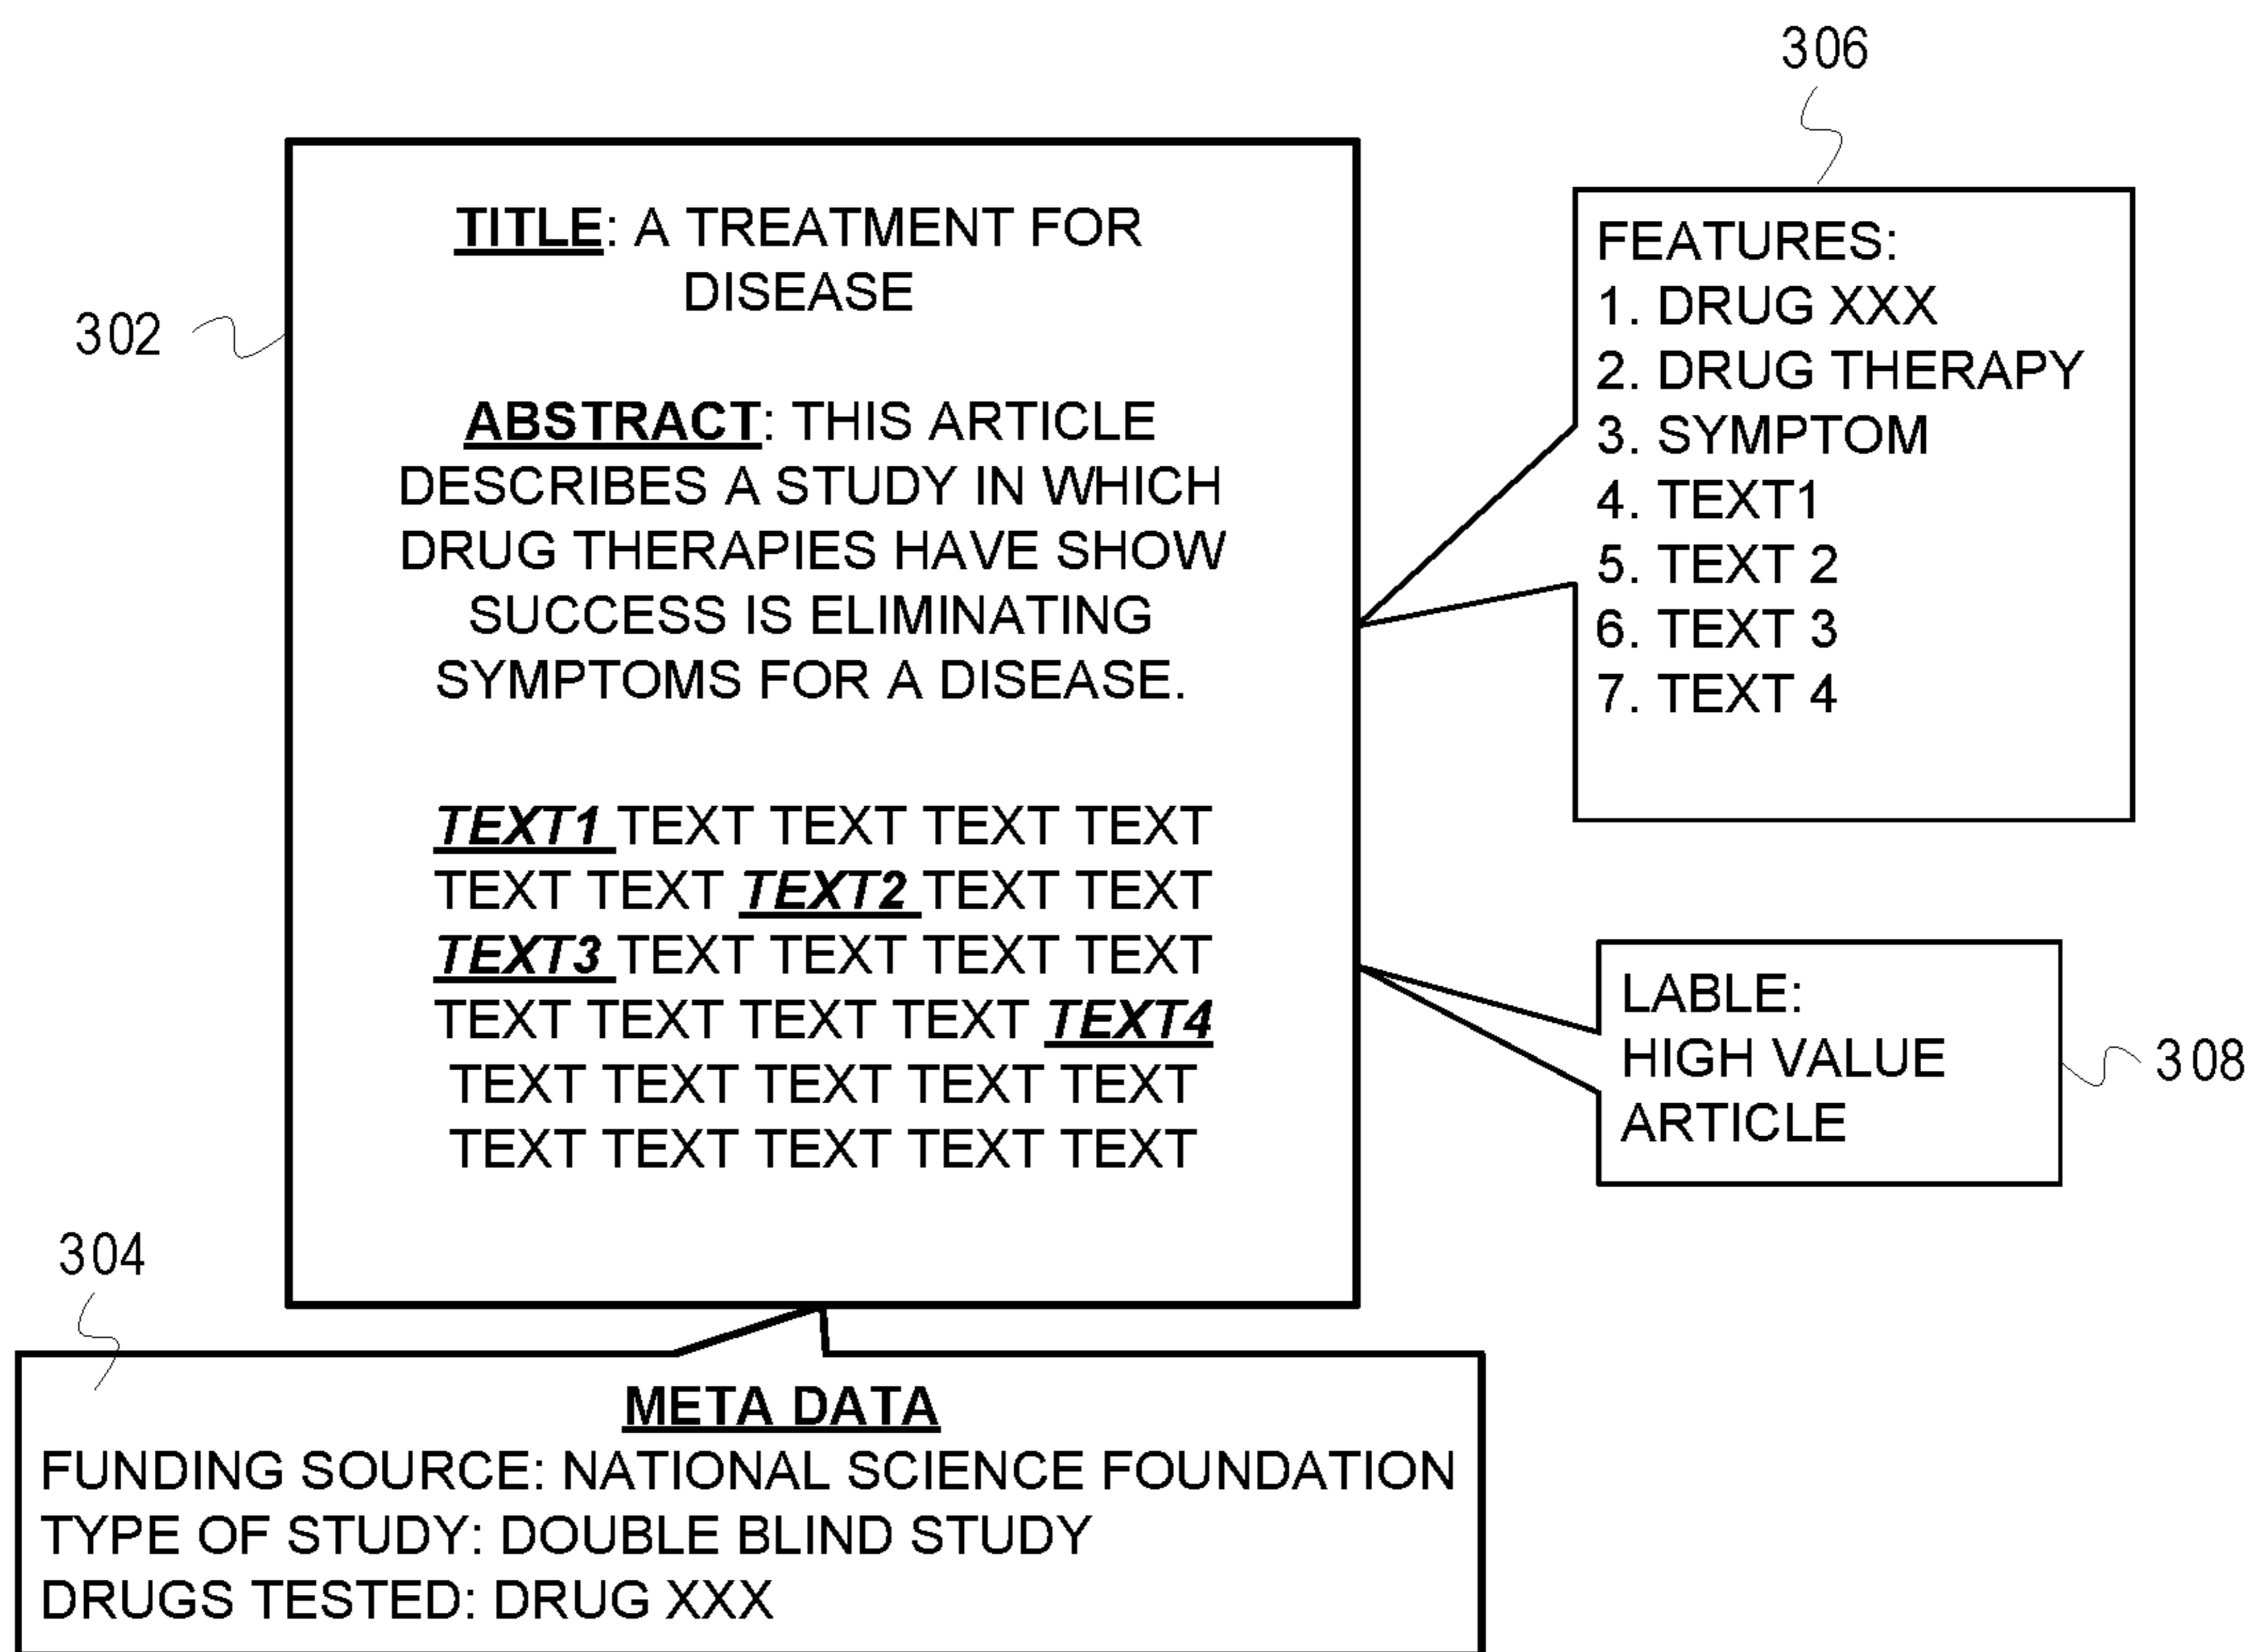 306
302
TITLE: A TREATMENT FOR
DISEASE
ABSTRACT: THIS ARTICLE
DESCRIBES A STUDY IN WHICH
DRUG THERAPIES HAVE SHOW
SUCCESS IS ELIMINATING
SYMPTOMS FOR A DISEASE.
TEXT1 TEXT TEXT TEXT TEXT
TEXT TEXT TEXT2 TEXT TEXT
TEXT3 TEXT TEXT TEXT TEXT
TEXT TEXT TEXT TEXT TEXT4
TEXT TEXT TEXT TEXT TEXT
TEXT TEXT TEXT TEXT TEXT
FEATURES:
1. DRUG XXX
2. DRUG THERAPY
3. SYMPTOM
4. TEXT1
5. TEXT 2
6. TEXT 3
7. TEXT 4
LABLE:
HIGH VALUE
ARTICLE
308
304
META DATA
FUNDING SOURCE: NATIONAL SCIENCE FOUNDATION
TYPE OF STUDY: DOUBLE BLIND STUDY
DRUGS TESTED: DRUG XXX